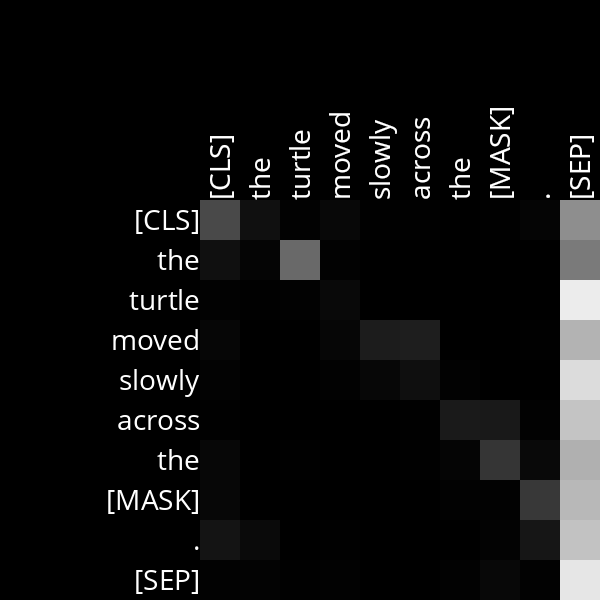 [CLS] the turtle moved slowly across the [MASK] . [SEP]
[CLS]
the
turtle
moved
slowly
across
the
[MASK]
.
[SEP]